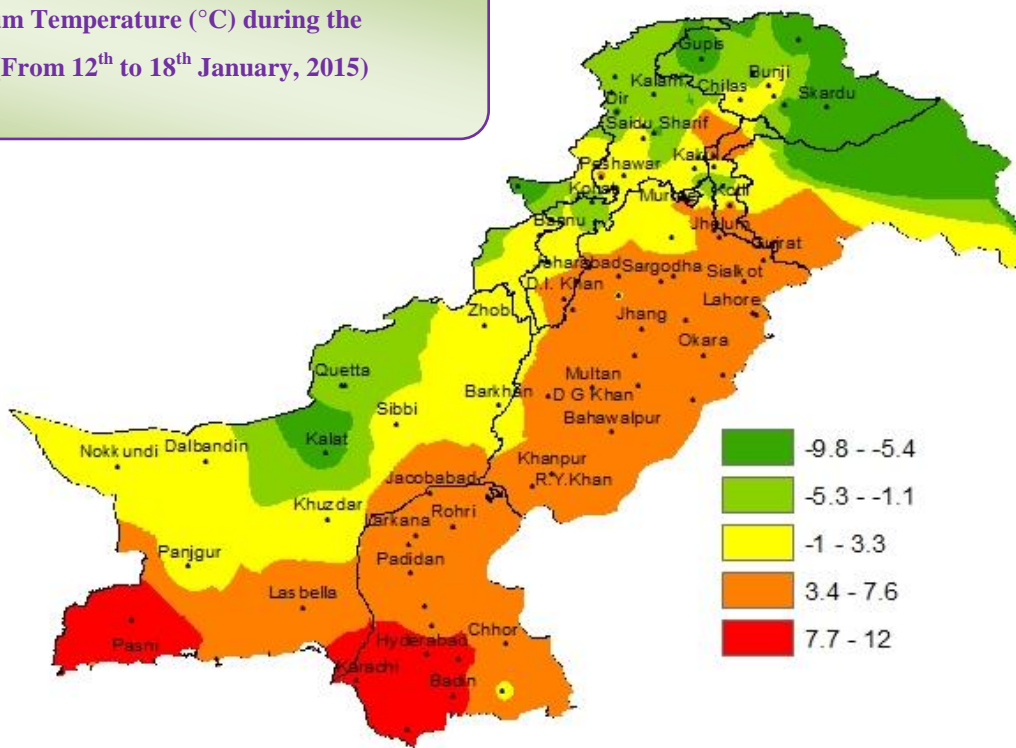 um Temperature (°C) during the
From 12th to 18th January, 2015)
Gupis
Bunji
Kalam
Chilas
Skardu
Dir
Saidu Sharif
Peshawar
Kakul
Kohat
Murree
Kotli
Bannu
Jhelum
Gujrat
Sargodha
Sialkot
D.I. Khan
Zhob
Jhang
Lahore
Okara
Quetta
Multan
Barkhan
D G Khan
Sibbi
Bahawalpur
Kalat
Nokkundi
Dalbandin
Khanpur
Jacobabad
R.Y.Khan
Khuzdar
Larkana
Rohri
Panjgur
Padidan
Lasbella
Pasni
Hyderabad
Chhor
Karachi
Badin
-9.8 - -5.4
-5.3 - -1.1
-1 - 3.3
3.4 - 7.6
7.7 - 12